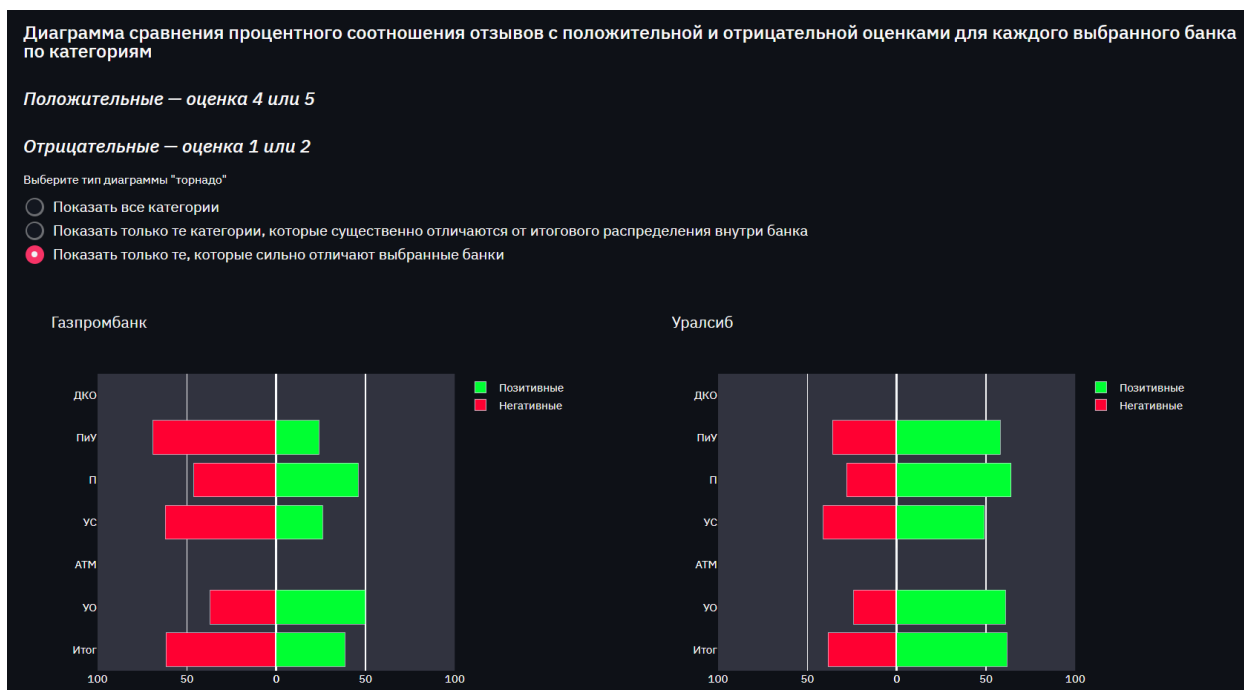 Диаграмма сравнения процентного соотношения отзывов с положительной и отрицательной оценками для каждого выбранного банка
по категориям
Положительные — оценка 4 или 5
Отрицательные — оценка 1 или 2
Выберите тип диаграммы "торнадо"
Показать все категории
Показать только те категории, которые существенно отличаются от итогового распределения внутри банка
Показать только те, которые сильно отличают выбранные банки
Газпромбанк
ДКО
ПиУ
П
УС
АТМ
УО
Итог
100 50 0 50 100
Позитивные
Негативные
Уралсиб
ДКО
ПиУ
П
УС
АТМ
УО
Итог
100 50 0 50 100
Позитивные
Негативные